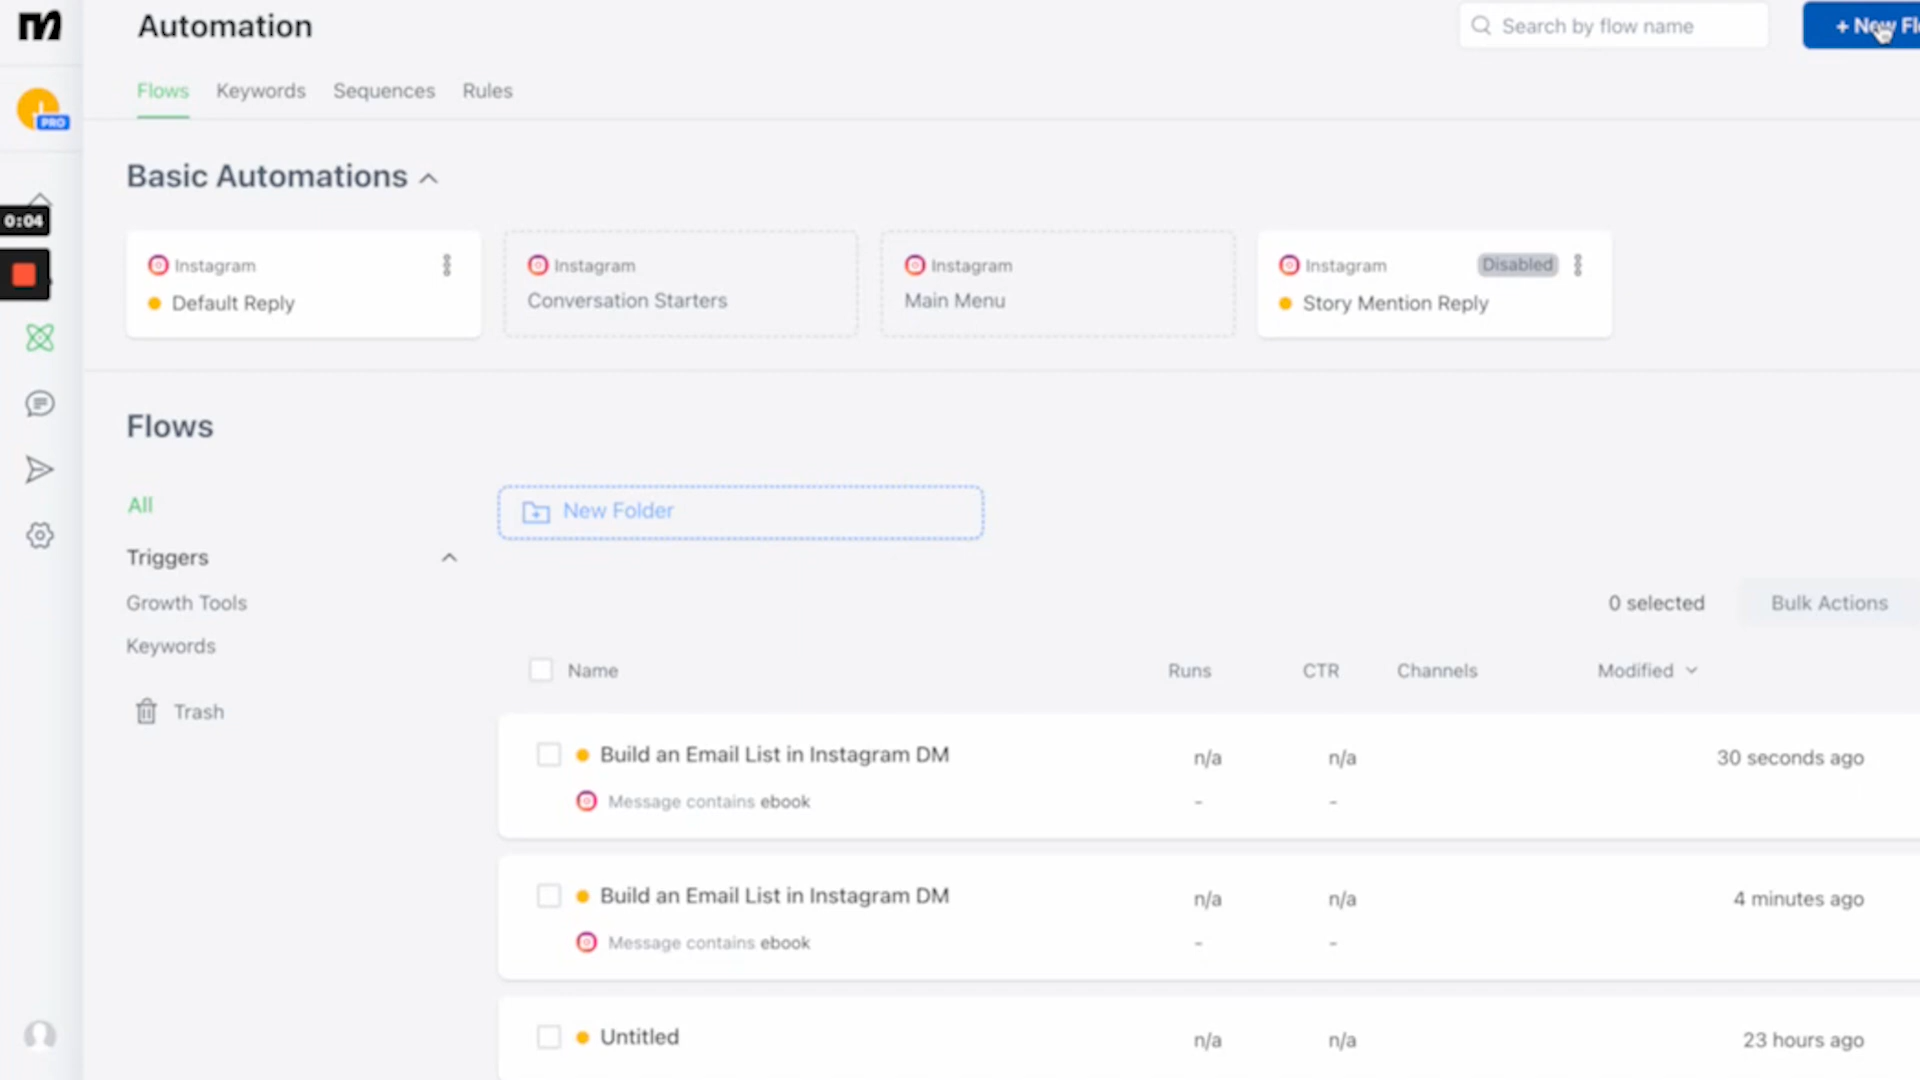 Automation
Search by flow name
+ New Flo
Flows Keywords Sequences Rules
PRO
Basic Automations
0:04
Instagram
Default Reply
Instagram
Conversation Starters
Instagram
Main Menu
Instagram Disabled
Story Mention Reply
Flows
All
Triggers
Growth Tools
Keywords
Trash
New Folder
0 selected Bulk Actions
Name Runs CTR Channels Modified
Build an Email List in Instagram DM n/a n/a 30 seconds ago
Message contains ebook - -
Build an Email List in Instagram DM n/a n/a 4 minutes ago
Message contains ebook - -
Untitled n/a n/a 23 hours ago